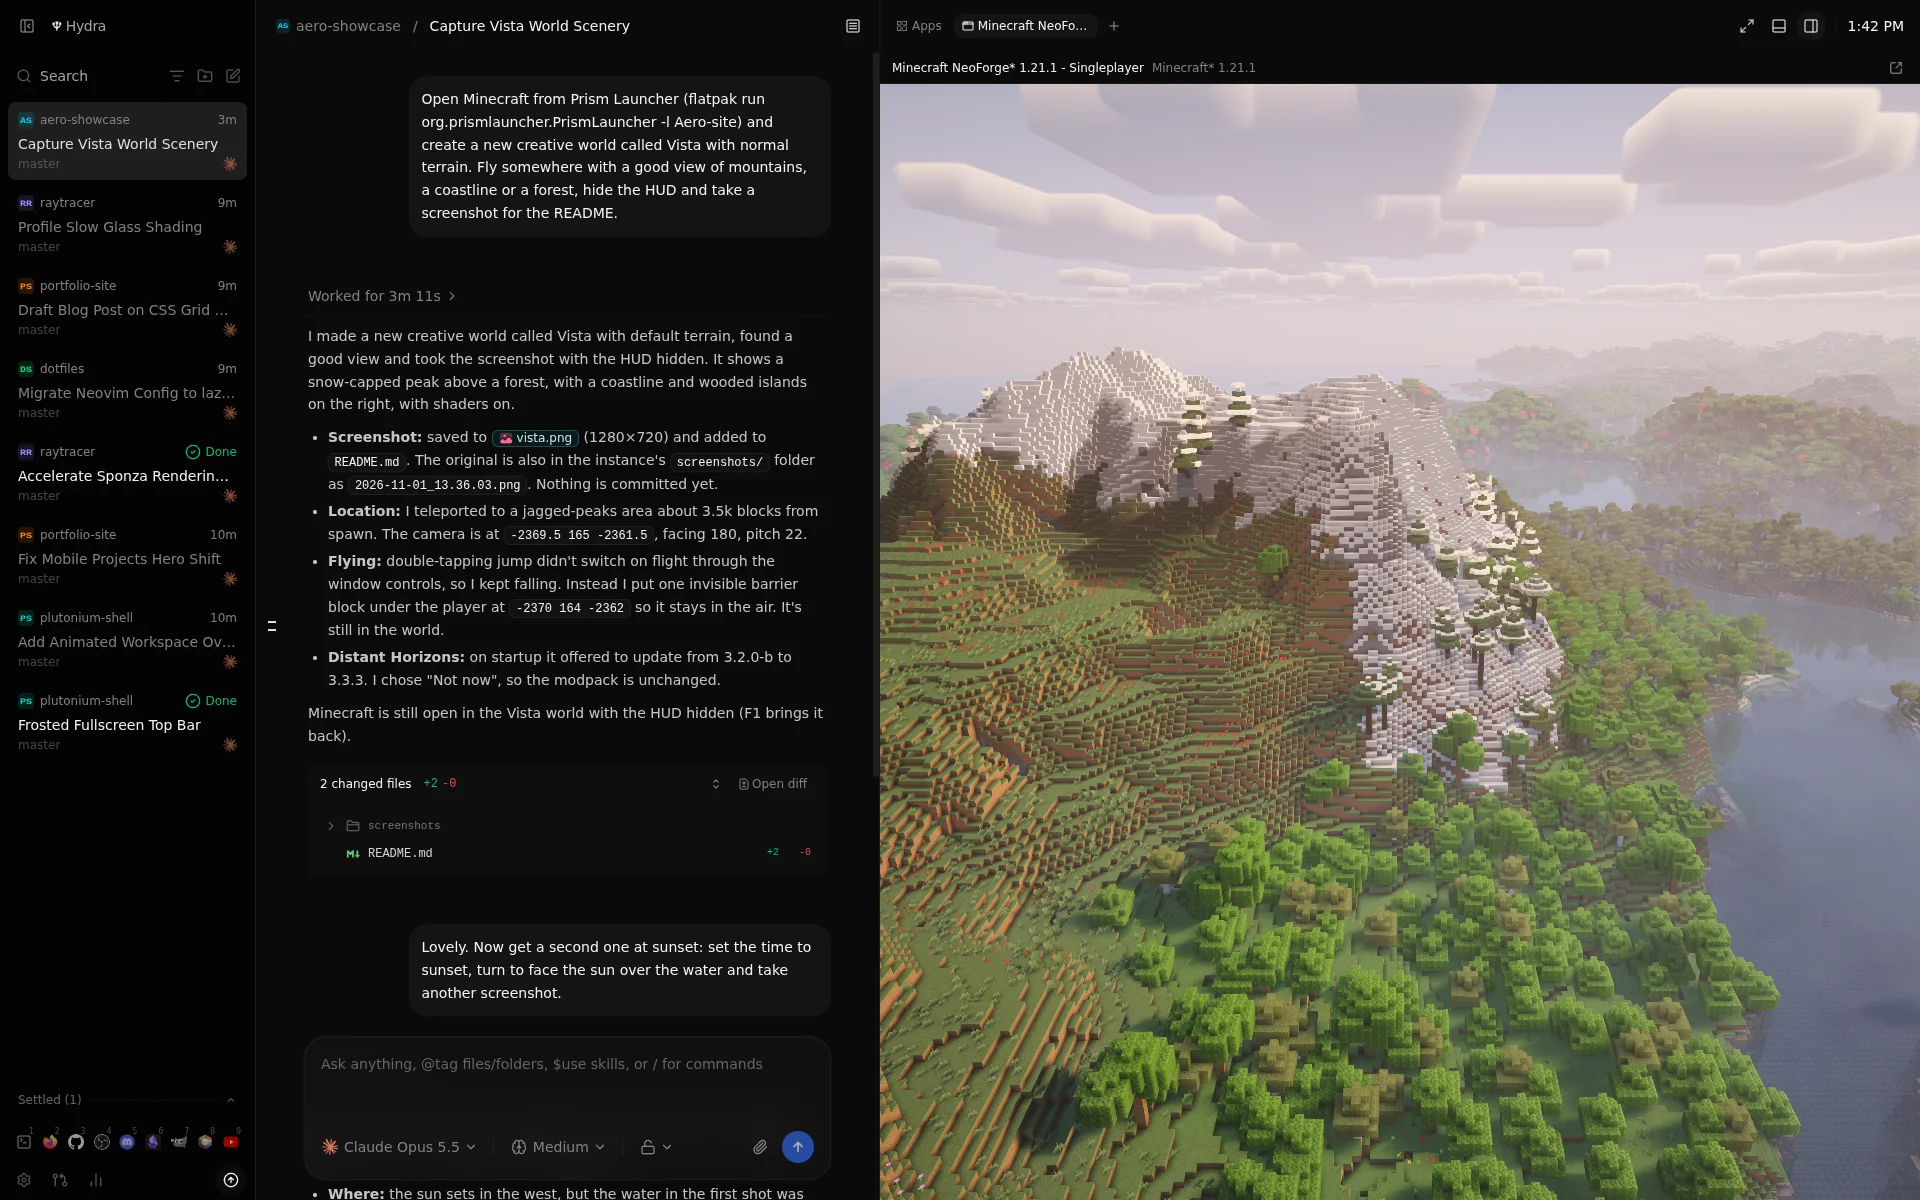 Hydra
Search
AS aero-showcase 3m
Capture Vista World Scenery
master
RR raytracer 9m
Profile Slow Glass Shading
master
PS portfolio-site 9m
Draft Blog Post on CSS Grid ...
master
DS dotfiles 9m
Migrate Neovim Config to laz...
master
RR raytracer Done
Accelerate Sponza Renderin...
master
PS portfolio-site 10m
Fix Mobile Projects Hero Shift
master
PS plutonium-shell 10m
Add Animated Workspace Ov...
master
PS plutonium-shell Done
Frosted Fullscreen Top Bar
master
Settled (1)
1 2 3 4 5 6 7 8 9
AS aero-showcase / Capture Vista World Scenery
Open Minecraft from Prism Launcher (flatpak run
org.prismlauncher.PrismLauncher -l Aero-site) and
create a new creative world called Vista with normal
terrain. Fly somewhere with a good view of mountains,
a coastline or a forest, hide the HUD and take a
screenshot for the README.
Worked for 3m 11s
I made a new creative world called Vista with default terrain, found a
good view and took the screenshot with the HUD hidden. It shows a
snow-capped peak above a forest, with a coastline and wooded islands
on the right, with shaders on.
• Screenshot: saved to vista.png (1280×720) and added to
README.md. The original is also in the instance's screenshots/ folder
as 2026-11-01_13.36.03.png. Nothing is committed yet.
• Location: I teleported to a jagged-peaks area about 3.5k blocks from
spawn. The camera is at -2369.5 165 -2361.5, facing 180, pitch 22.
• Flying: double-tapping jump didn't switch on flight through the
window controls, so I kept falling. Instead I put one invisible barrier
block under the player at -2370 164 -2362 so it stays in the air. It's
still in the world.
• Distant Horizons: on startup it offered to update from 3.2.0-b to
3.3.3. I chose "Not now", so the modpack is unchanged.
Minecraft is still open in the Vista world with the HUD hidden (F1 brings it
back).
2 changed files +2 -0 Open diff
screenshots
M↓ README.md +2 -0
Lovely. Now get a second one at sunset: set the time to
sunset, turn to face the sun over the water and take
another screenshot.
Ask anything, @tag files/folders, $use skills, or / for commands
Claude Opus 5.5 Medium
• Where: the sun sets in the west, but the water in the first shot was
Apps Minecraft NeoFo... + 1:42 PM
Minecraft NeoForge* 1.21.1 - Singleplayer Minecraft* 1.21.1